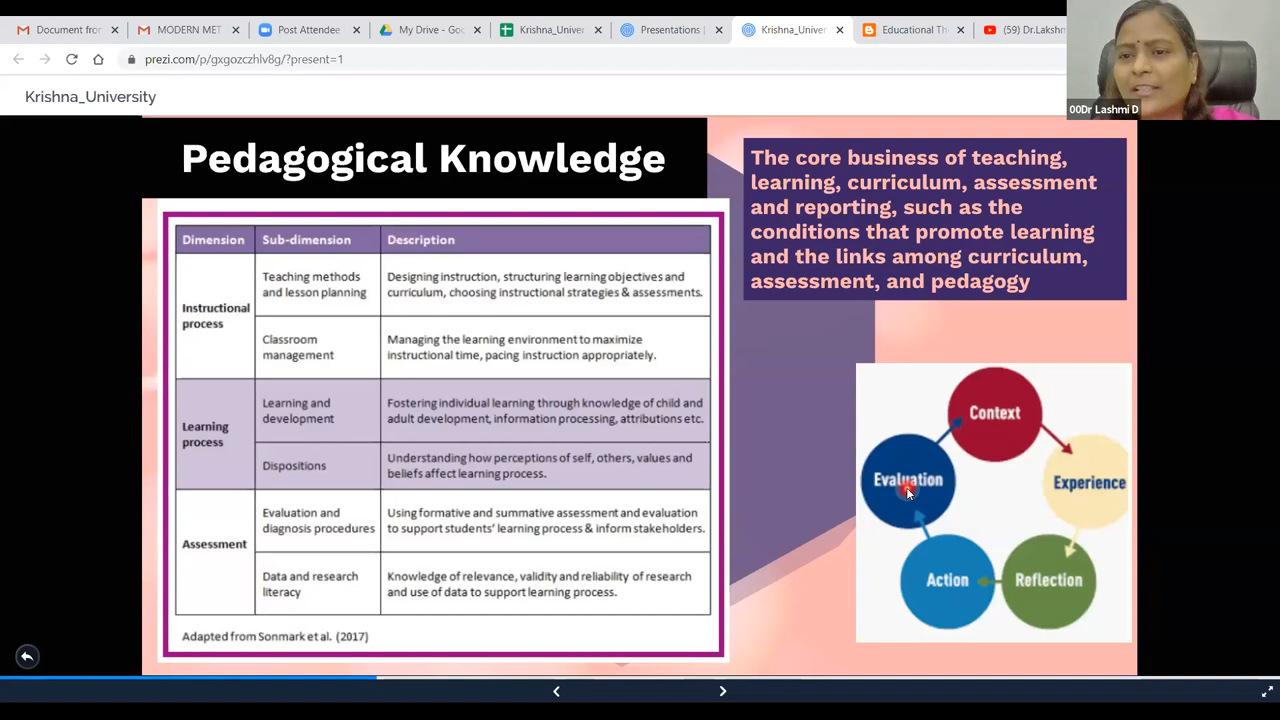 Document fror
MODERN MET
Post Attendee
My Drive - Goo
Krishna_Univer
Presentations |
Krishna_Univer
Educational The
(59) Dr.Lakshm
prezi.com/p/gxgozczhlv8g/?present=1
Krishna_University
00Dr Lashmi D
Pedagogical Knowledge
The core business of teaching,
learning, curriculum, assessment
and reporting, such as the
conditions that promote learning
and the links among curriculum,
assessment, and pedagogy
Dimension Sub-dimension Description
Instructional
process
Teaching methods
and lesson planning
Designing instruction, structuring learning objectives and
curriculum, choosing instructional strategies & assessments.
Classroom
management
Managing the learning environment to maximize
instructional time, pacing instruction appropriately.
Learning
process
Learning and
development
Fostering individual learning through knowledge of child and
adult development, information processing, attributions etc.
Dispositions
Understanding how perceptions of self, others, values and
beliefs affect learning process.
Assessment
Evaluation and
diagnosis procedures
Using formative and summative assessment and evaluation
to support students' learning process & inform stakeholders.
Data and research
literacy
Knowledge of relevance, validity and reliability of research
and use of data to support learning process.
Adapted from Sonmark et al. (2017)
Context
Experience
Reflection
Action
Evaluation